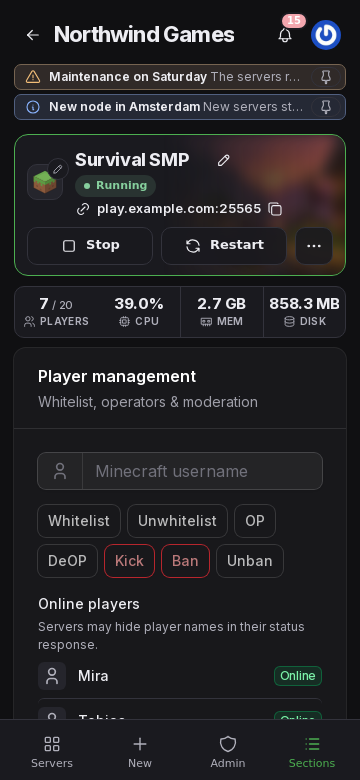 Northwind Games
15
Maintenance on Saturday The servers r...
New node in Amsterdam New servers st...
Survival SMP
Running
play.example.com:25565
Stop
Restart
7 / 20
PLAYERS
39.0%
CPU
2.7 GB
MEM
858.3 MB
DISK
Player management
Whitelist, operators & moderation
Minecraft username
Whitelist
Unwhitelist
OP
DeOP
Kick
Ban
Unban
Online players
Servers may hide player names in their status
response.
Mira
Online
Servers
New
Admin
Sections